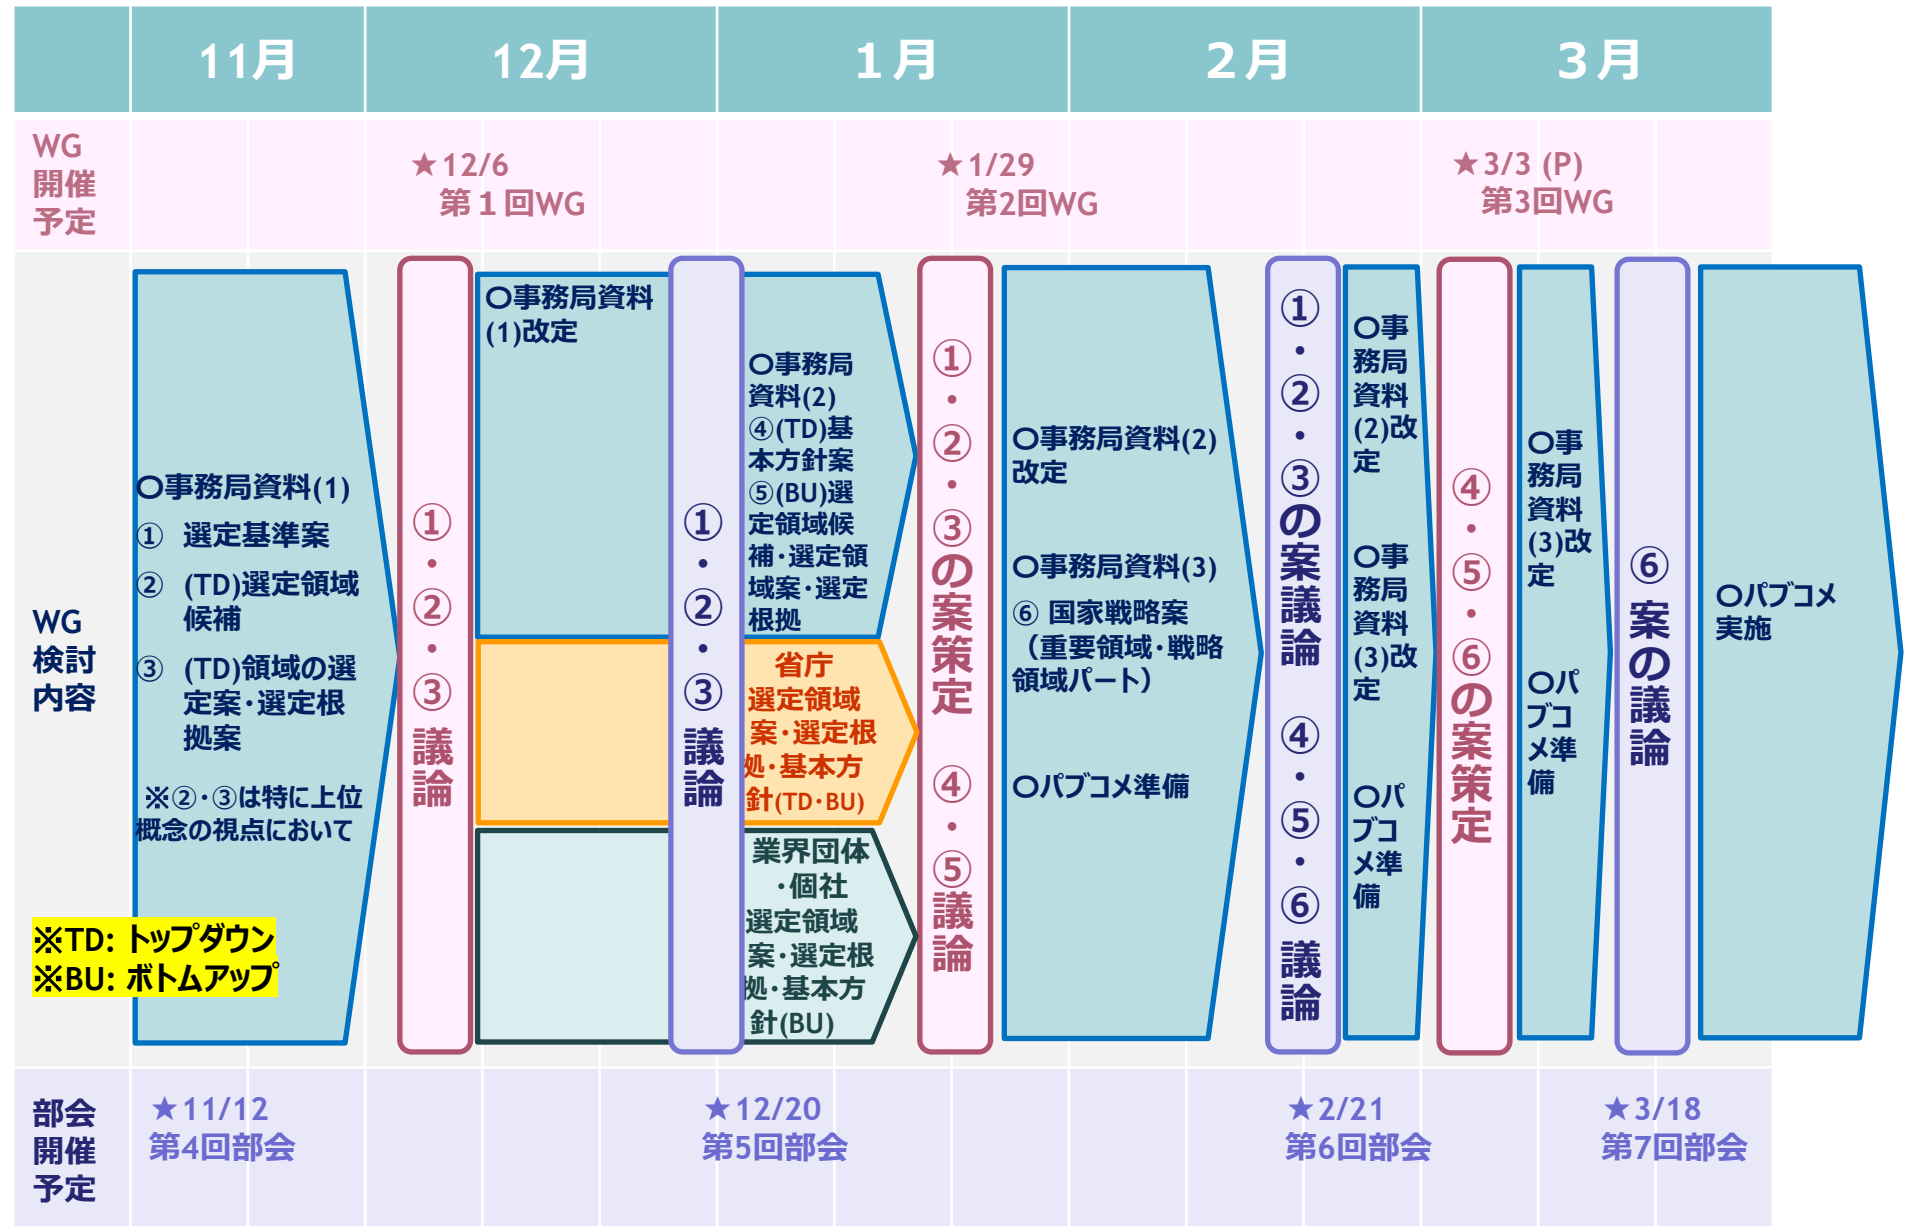 11月
12月
１月
２月
３月
WG
開催
予定
★12/6
第１回WG
★1/29
第2回WG
★3/3 (P)
第3回WG
WG
検討
内容
〇事務局資料(1)
① 選定基準案
② (TD)選定領域
候補
③ (TD)領域の選
定案・選定根
拠案
※②・③は特に上位
概念の視点において
※TD: トップダウン
※BU: ボトムアップ
①・②・③議論
〇事務局資料
(1)改定
①・②・③議論
〇事務局
資料(2)
④(TD)基
本方針案
⑤(BU)選
定領域候
補・選定領
域案・選定
根拠
省庁
選定領域
案・選定根
拠・基本方
針(TD・BU)
業界団体
・個社
選定領域
案・選定根
拠・基本方
針(BU)
①・②・③の案策定 ④・⑤議論
〇事務局資料(2)
改定
〇事務局資料(3)
⑥ 国家戦略案
（重要領域・戦略
領域パート）
〇パブコメ準備
①・②・③の案議論 ④・⑤・⑥議論
〇事
務局
資料
(2)改
定
〇事
務局
資料
(3)改
定
〇パ
ブコ
メ準
備
④・⑤・⑥の案策定
〇事
務局
資料
(3)改
定
〇パ
ブコ
メ準
備
⑥案の議論
〇パブコメ
実施
部会
開催
予定
★11/12
第4回部会
★12/20
第5回部会
★2/21
第6回部会
★3/18
第7回部会